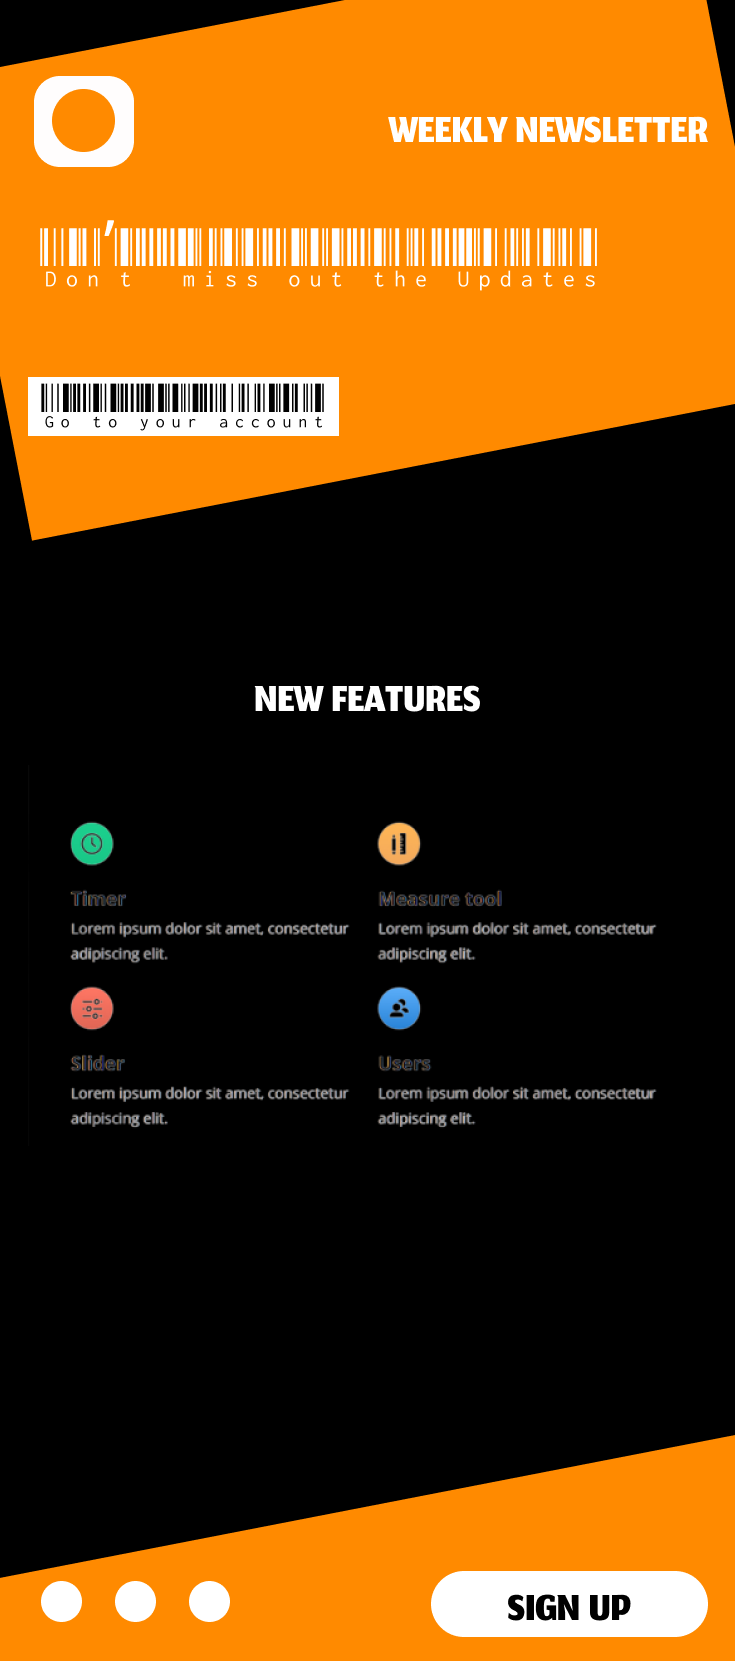 WEEKLY NEWSLETTER
Don't miss out the Updates
Go to your account
NEW FEATURES
Timer
Lorem ipsum dolor sit amet, consectetur
adipiscing elit.
Measure tool
Lorem ipsum dolor sit amet, consectetur
adipiscing elit.
Slider
Lorem ipsum dolor sit amet, consectetur
adipiscing elit.
Users
Lorem ipsum dolor sit amet, consectetur
adipiscing elit.
SIGN UP